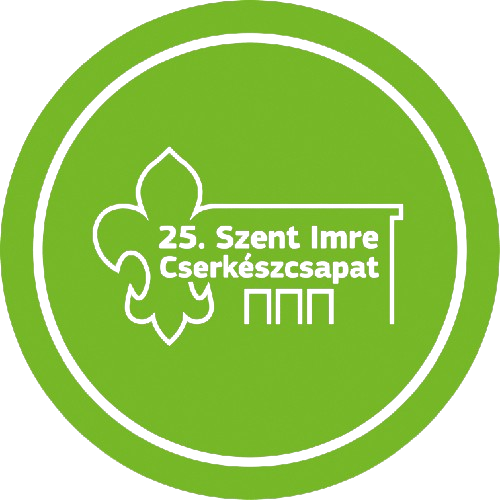 25. Szent Imre
Cserkészcsapat